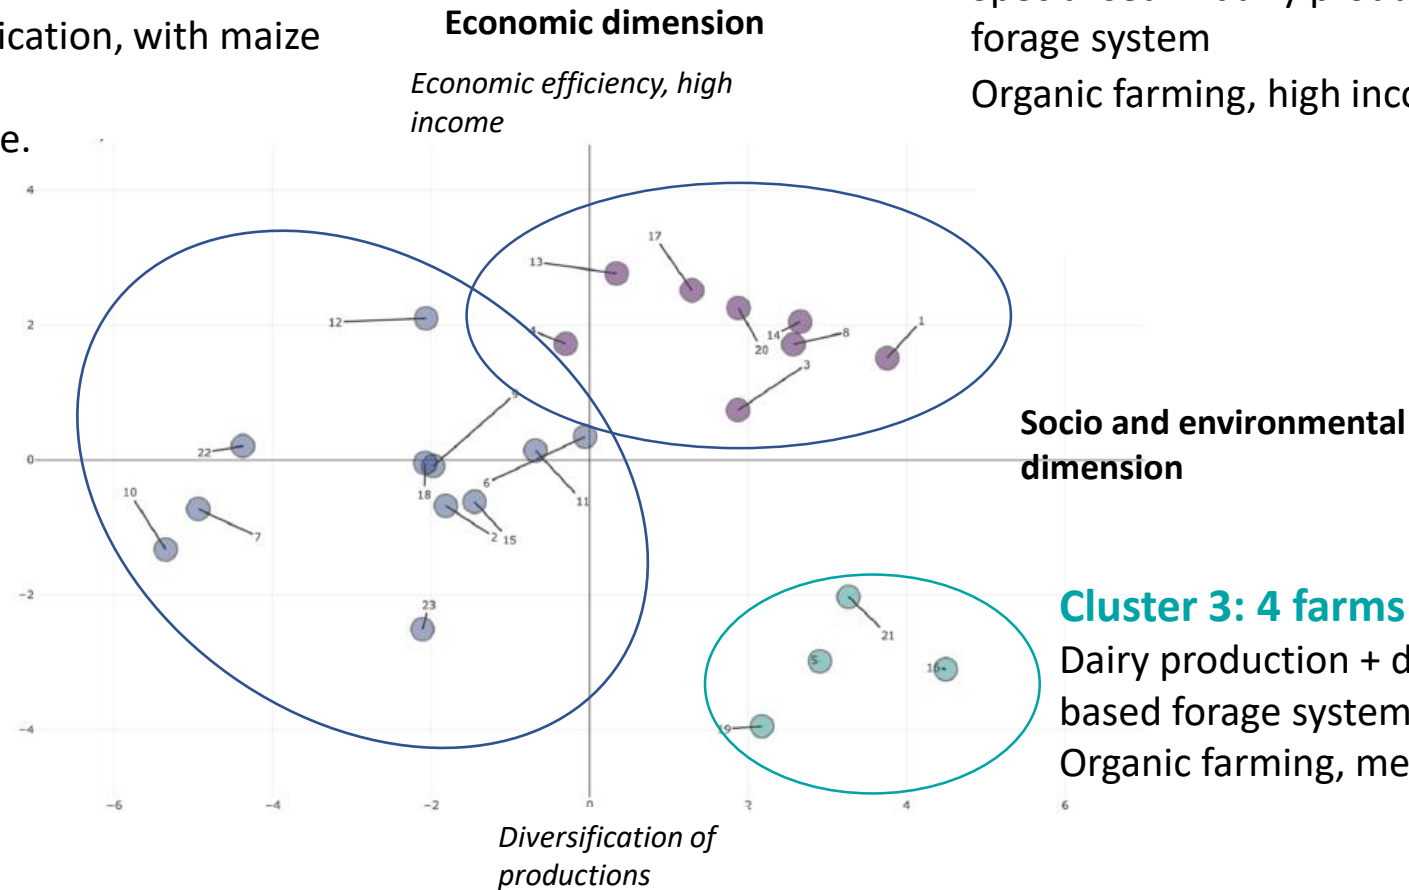 Economic dimension
ication, with maize
forage system
Economic efficiency, high
income
Organic farming, high inc
e.
4
17
13
12
1
4
8
14
20
2
3
9
Socio and environmental
dimension
22
0
6
18
11
10
7
2
15
-2
23
Cluster 3: 4 farms
21
Dairy production + d
5
based forage system
-4
19
Organic farming, me
-6
-4
-2
2
4
6
Diversification of
productions